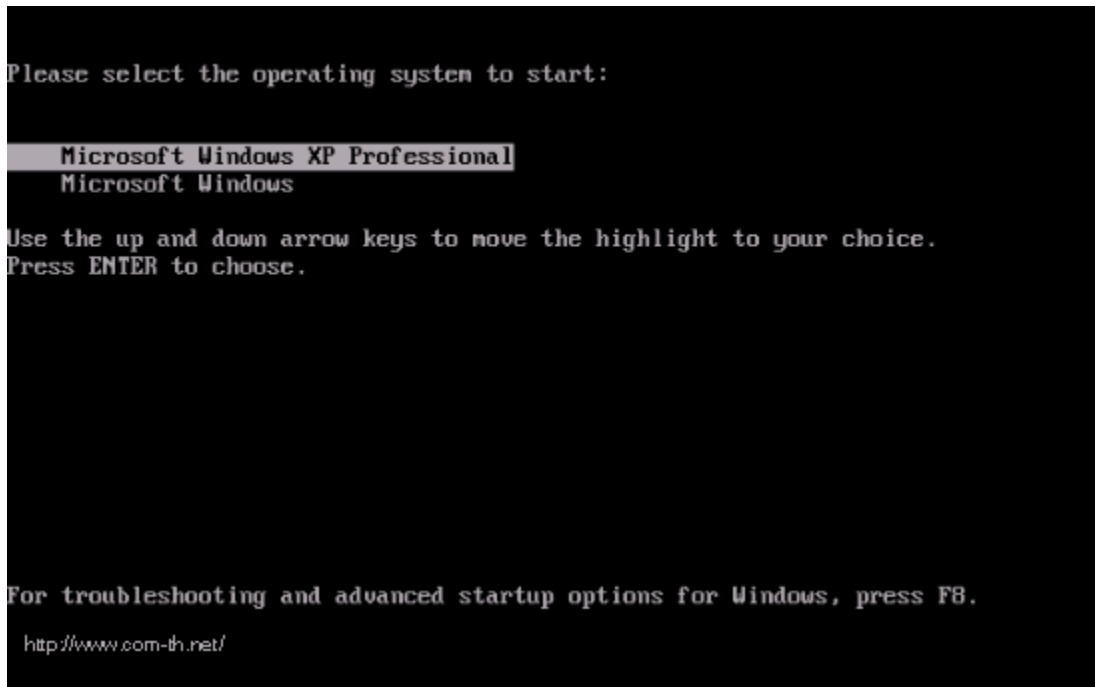 Please select the operating system to start:
Microsoft Windows XP Professional
Microsoft Windows
Use the up and down arrow keys to move the highlight to your choice.
Press ENTER to choose.
For troubleshooting and advanced startup options for Windows, press F8.
http://www.com-th.net/